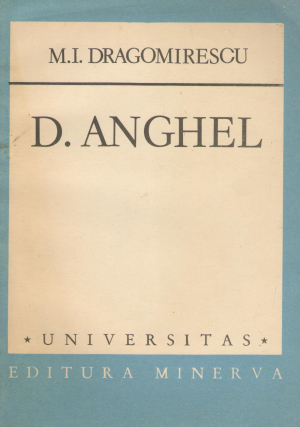 M.I. DRAGOMIRESCU
D. ANGHEL
* UNIVERSITAS *
EDITURA MINERVA